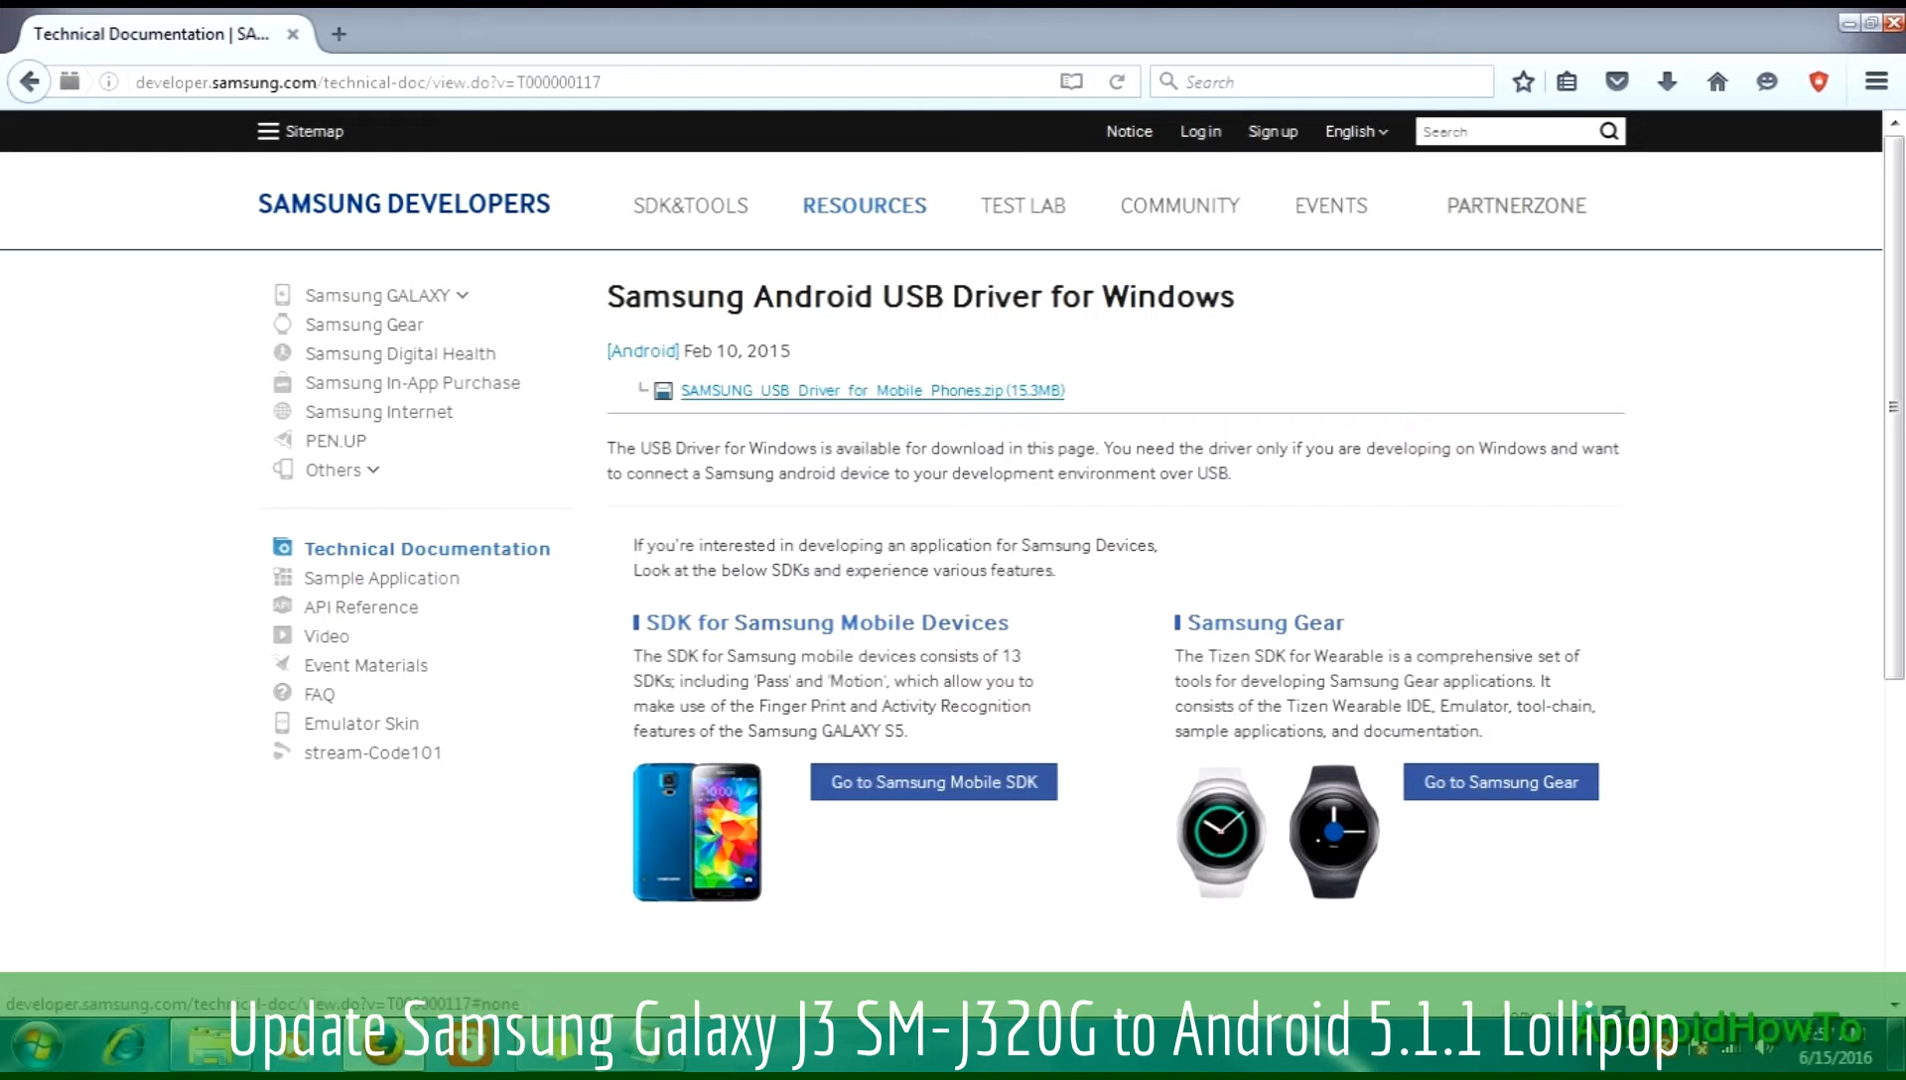 Technical Documentation | SA...
developer.samsung.com/technical-doc/view.do?v=T000000117
Search
Sitemap
Notice
Log in
Sign up
English
Search
SAMSUNG DEVELOPERS
SDK&TOOLS
RESOURCES
TEST LAB
COMMUNITY
EVENTS
PARTNERZONE
Samsung GALAXY
Samsung Gear
Samsung Digital Health
Samsung In-App Purchase
Samsung Internet
PEN.UP
Others
Technical Documentation
Sample Application
API Reference
Video
Event Materials
FAQ
Emulator Skin
stream-Code101
Samsung Android USB Driver for Windows
[Android] Feb 10, 2015
SAMSUNG_USB_Driver_for_Mobile_Phones.zip (15.3MB)
The USB Driver for Windows is available for download in this page. You need the driver only if you are developing on Windows and want
to connect a Samsung android device to your development environment over USB.
If you're interested in developing an application for Samsung Devices,
Look at the below SDKs and experience various features.
SDK for Samsung Mobile Devices
The SDK for Samsung mobile devices consists of 13
SDKs; including 'Pass' and 'Motion', which allow you to
make use of the Finger Print and Activity Recognition
features of the Samsung GALAXY S5.
Go to Samsung Mobile SDK
Samsung Gear
The Tizen SDK for Wearable is a comprehensive set of
tools for developing Samsung Gear applications. It
consists of the Tizen Wearable IDE, Emulator, tool-chain,
sample applications, and documentation.
Go to Samsung Gear
developer.samsung.com/technical-doc/view.do?v=T000000117#none
Update Samsung Galaxy J3 SM-J320G to Android 5.1.1 Lollipop
AndroidHowTo
6/15/2016